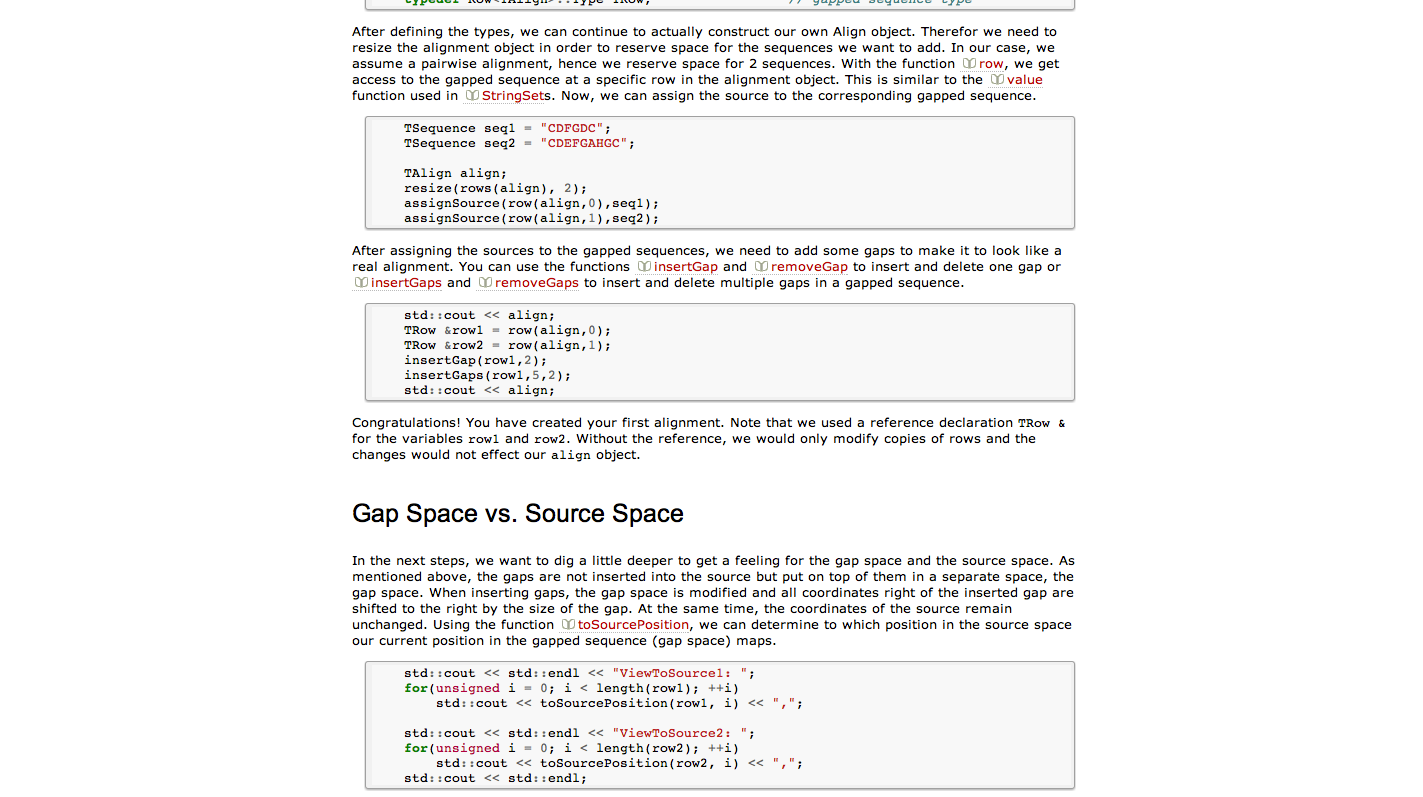 typedef Row<TAlign>::Type TRow; // gapped sequence type
After defining the types, we can continue to actually construct our own Align object. Therefor we need to
resize the alignment object in order to reserve space for the sequences we want to add. In our case, we
assume a pairwise alignment, hence we reserve space for 2 sequences. With the function row, we get
access to the gapped sequence at a specific row in the alignment object. This is similar to the value
function used in StringSets. Now, we can assign the source to the corresponding gapped sequence.
TSequence seq1 = "CDFGDC";
TSequence seq2 = "CDEFGAHGC";
TAlign align;
resize(rows(align), 2);
assignSource(row(align,0),seq1);
assignSource(row(align,1),seq2);
After assigning the sources to the gapped sequences, we need to add some gaps to make it to look like a
real alignment. You can use the functions insertGap and removeGap to insert and delete one gap or
insertGaps and removeGaps to insert and delete multiple gaps in a gapped sequence.
std::cout << align;
TRow &row1 = row(align,0);
TRow &row2 = row(align,1);
insertGap(row1,2);
insertGaps(row1,5,2);
std::cout << align;
Congratulations! You have created your first alignment. Note that we used a reference declaration TRow &
for the variables row1 and row2. Without the reference, we would only modify copies of rows and the
changes would not effect our align object.
Gap Space vs. Source Space
In the next steps, we want to dig a little deeper to get a feeling for the gap space and the source space. As
mentioned above, the gaps are not inserted into the source but put on top of them in a separate space, the
gap space. When inserting gaps, the gap space is modified and all coordinates right of the inserted gap are
shifted to the right by the size of the gap. At the same time, the coordinates of the source remain
unchanged. Using the function toSourcePosition, we can determine to which position in the source space
our current position in the gapped sequence (gap space) maps.
std::cout << std::endl << "ViewToSource1: ";
for(unsigned i = 0; i < length(row1); ++i)
std::cout << toSourcePosition(row1, i) << ",";
std::cout << std::endl << "ViewToSource2: ";
for(unsigned i = 0; i < length(row2); ++i)
std::cout << toSourcePosition(row2, i) << ",";
std::cout << std::endl;